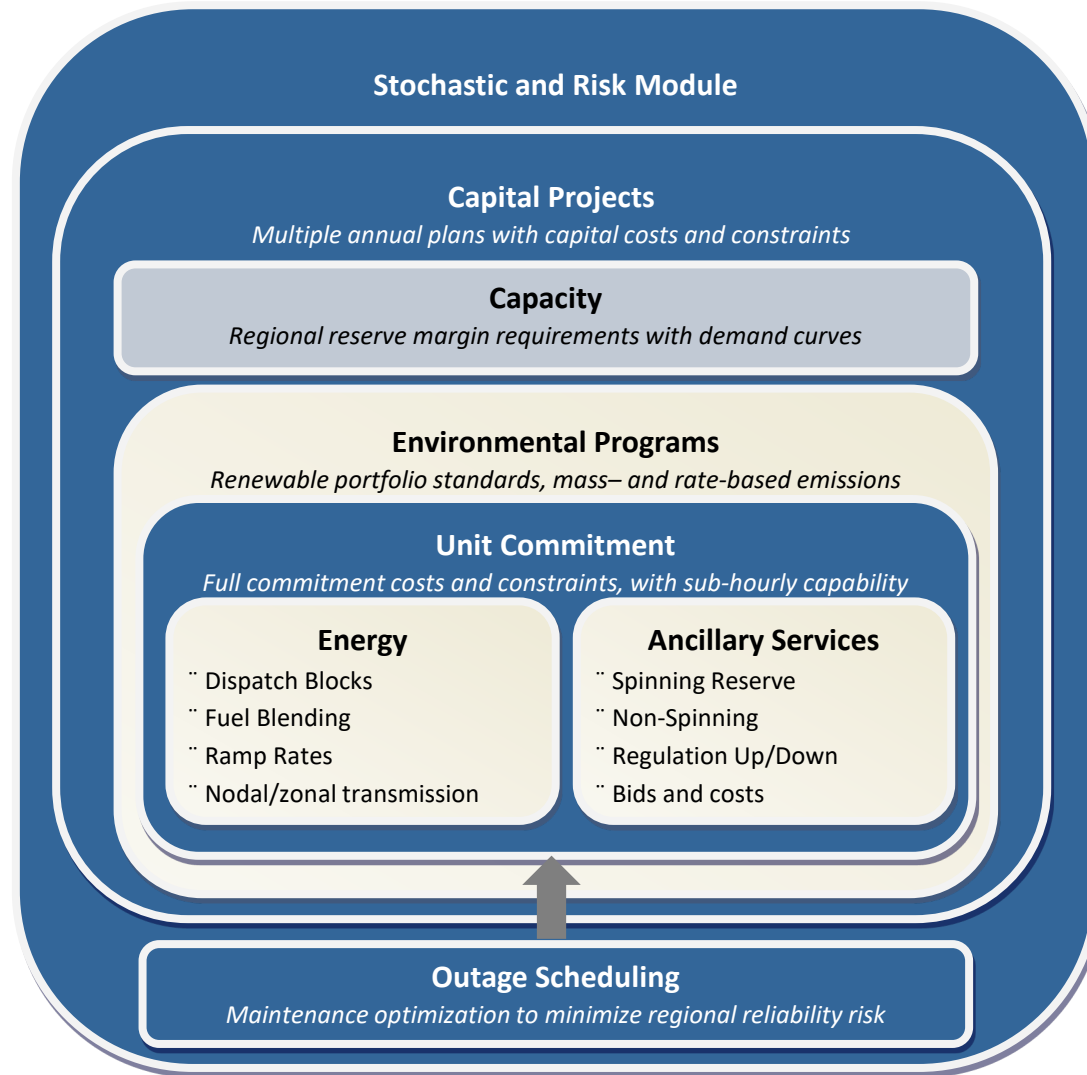 Stochastic and Risk Module
Capital Projects
Multiple annual plans with capital costs and constraints
Capacity
Regional reserve margin requirements with demand curves
Environmental Programs
Renewable portfolio standards, mass– and rate-based emissions
Unit Commitment
Full commitment costs and constraints, with sub-hourly capability
Energy
¨ Dispatch Blocks
¨ Fuel Blending
¨ Ramp Rates
¨ Nodal/zonal transmission
Ancillary Services
¨ Spinning Reserve
¨ Non-Spinning
¨ Regulation Up/Down
¨ Bids and costs
Outage Scheduling
Maintenance optimization to minimize regional reliability risk